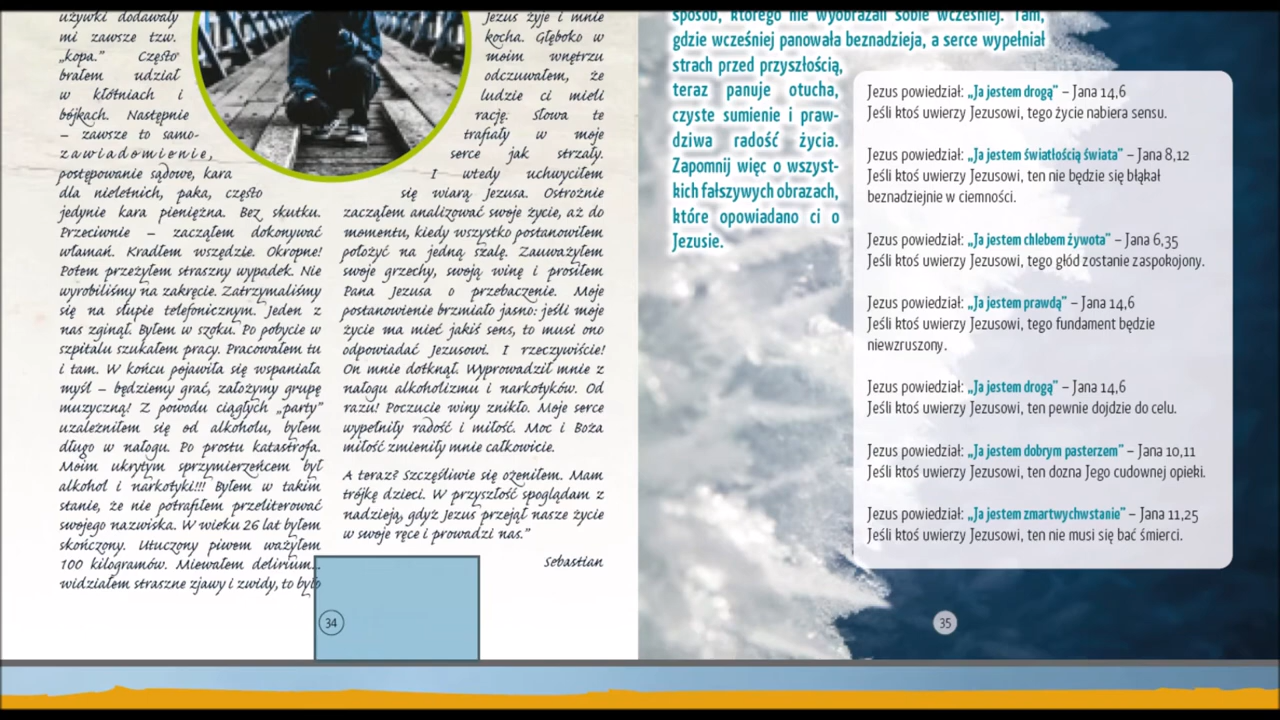 używki dodawały
mi zawsze tzw.
„kopa.” Często
brałem udział
w kłótniach i
bójkach. Następnie
– zawsze to samo-
zawiadomienie,
postępowanie sądowe, kara
dla nieletnich, paka, często
jedynie kara pieniężna. Bez skutku.
Przeciwnie – zacząłem dokonywać
włamań. Kradłem wszędzie. Okropne!
Potem przeżyłem straszny wypadek. Nie
wyrobiliśmy na zakręcie. Zatrzymaliśmy
się na słupie telefonicznym. Jeden z
nas zginął. Byłem w szoku. Po pobycie w
szpitalu szukałem pracy. Pracowałem tu
i tam. W końcu pojawiła się wspaniała
myśl – będziemy grać, założymy grupę
muzyczną! Z powodu ciągłych „party”
uzależniłem się od alkoholu, byłem
długo w nałogu. Po prostu katastrofa.
Moim ukrytym sprzymierzeńcem był
alkohol i narkotyki!!! Byłem w takim
stanie, że nie potrafiłem przeliterować
swojego nazwiska. W wieku 26 lat byłem
skończony. Utuczony piwem ważyłem
100 kilogramów. Miewałem delirium...
widziałem straszne zjawy i zwidy, to było
Jezus żyje i mnie
kocha. Głęboko w
moim wnętrzu
odczuwałem, że
ludzie ci mieli
rację. Słowa te
trafiały w moje
serce jak strzały.
I wtedy uchwyciłem
się wiarą Jezusa. Ostrożnie
zacząłem analizować swoje życie, aż do
momentu, kiedy wszystko postanowiłem
położyć na jedną szalę. Zauważyłem
swoje grzechy, swoją winę i prosiłem
Pana Jezusa o przebaczenie. Moje
postanowienie brzmiało jasno: jeśli moje
życie ma mieć jakiś sens, to musi ono
odpowiadać Jezusowi. I rzeczywiście!
On mnie dotknął. Wyprowadził mnie z
nałogu alkoholizmu i narkotyków. Od
razu! Poczucie winy znikło. Moje serce
wypełniły radość i miłość. Moc i Boża
miłość zmieniły mnie całkowicie.
A teraz? Szczęśliwie się ożeniłem. Mam
trójkę dzieci. W przyszłość spoglądam z
nadzieją, gdyż Jezus przejął nasze życie
w swoje ręce i prowadzi nas.”
Sebastian
34
sposób, którego nie wyobrażali sobie wcześniej. Tam,
gdzie wcześniej panowała beznadzieja, a serce wypełniał
strach przed przyszłością,
teraz panuje otucha,
czyste sumienie i praw-
dziwa radość życia.
Zapomnij więc o wszyst-
kich fałszywych obrazach,
które opowiadano ci o
Jezusie.
Jezus powiedział: „Ja jestem drogą” – Jana 14,6
Jeśli ktoś uwierzy Jezusowi, tego życie nabiera sensu.
Jezus powiedział: „Ja jestem światłością świata” – Jana 8,12
Jeśli ktoś uwierzy Jezusowi, ten nie będzie się błąkał
beznadziejnie w ciemności.
Jezus powiedział: „Ja jestem chlebem żywota” – Jana 6,35
Jeśli ktoś uwierzy Jezusowi, tego głód zostanie zaspokojony.
Jezus powiedział: „Ja jestem prawdą” – Jana 14,6
Jeśli ktoś uwierzy Jezusowi, tego fundament będzie
niewzruszony.
Jezus powiedział: „Ja jestem drogą” – Jana 14,6
Jeśli ktoś uwierzy Jezusowi, ten pewnie dojdzie do celu.
Jezus powiedział: „Ja jestem dobrym pasterzem” – Jana 10,11
Jeśli ktoś uwierzy Jezusowi, ten dozna Jego cudownej opieki.
Jezus powiedział: „Ja jestem zmartwychwstanie” – Jana 11,25
Jeśli ktoś uwierzy Jezusowi, ten nie musi się bać śmierci.
35